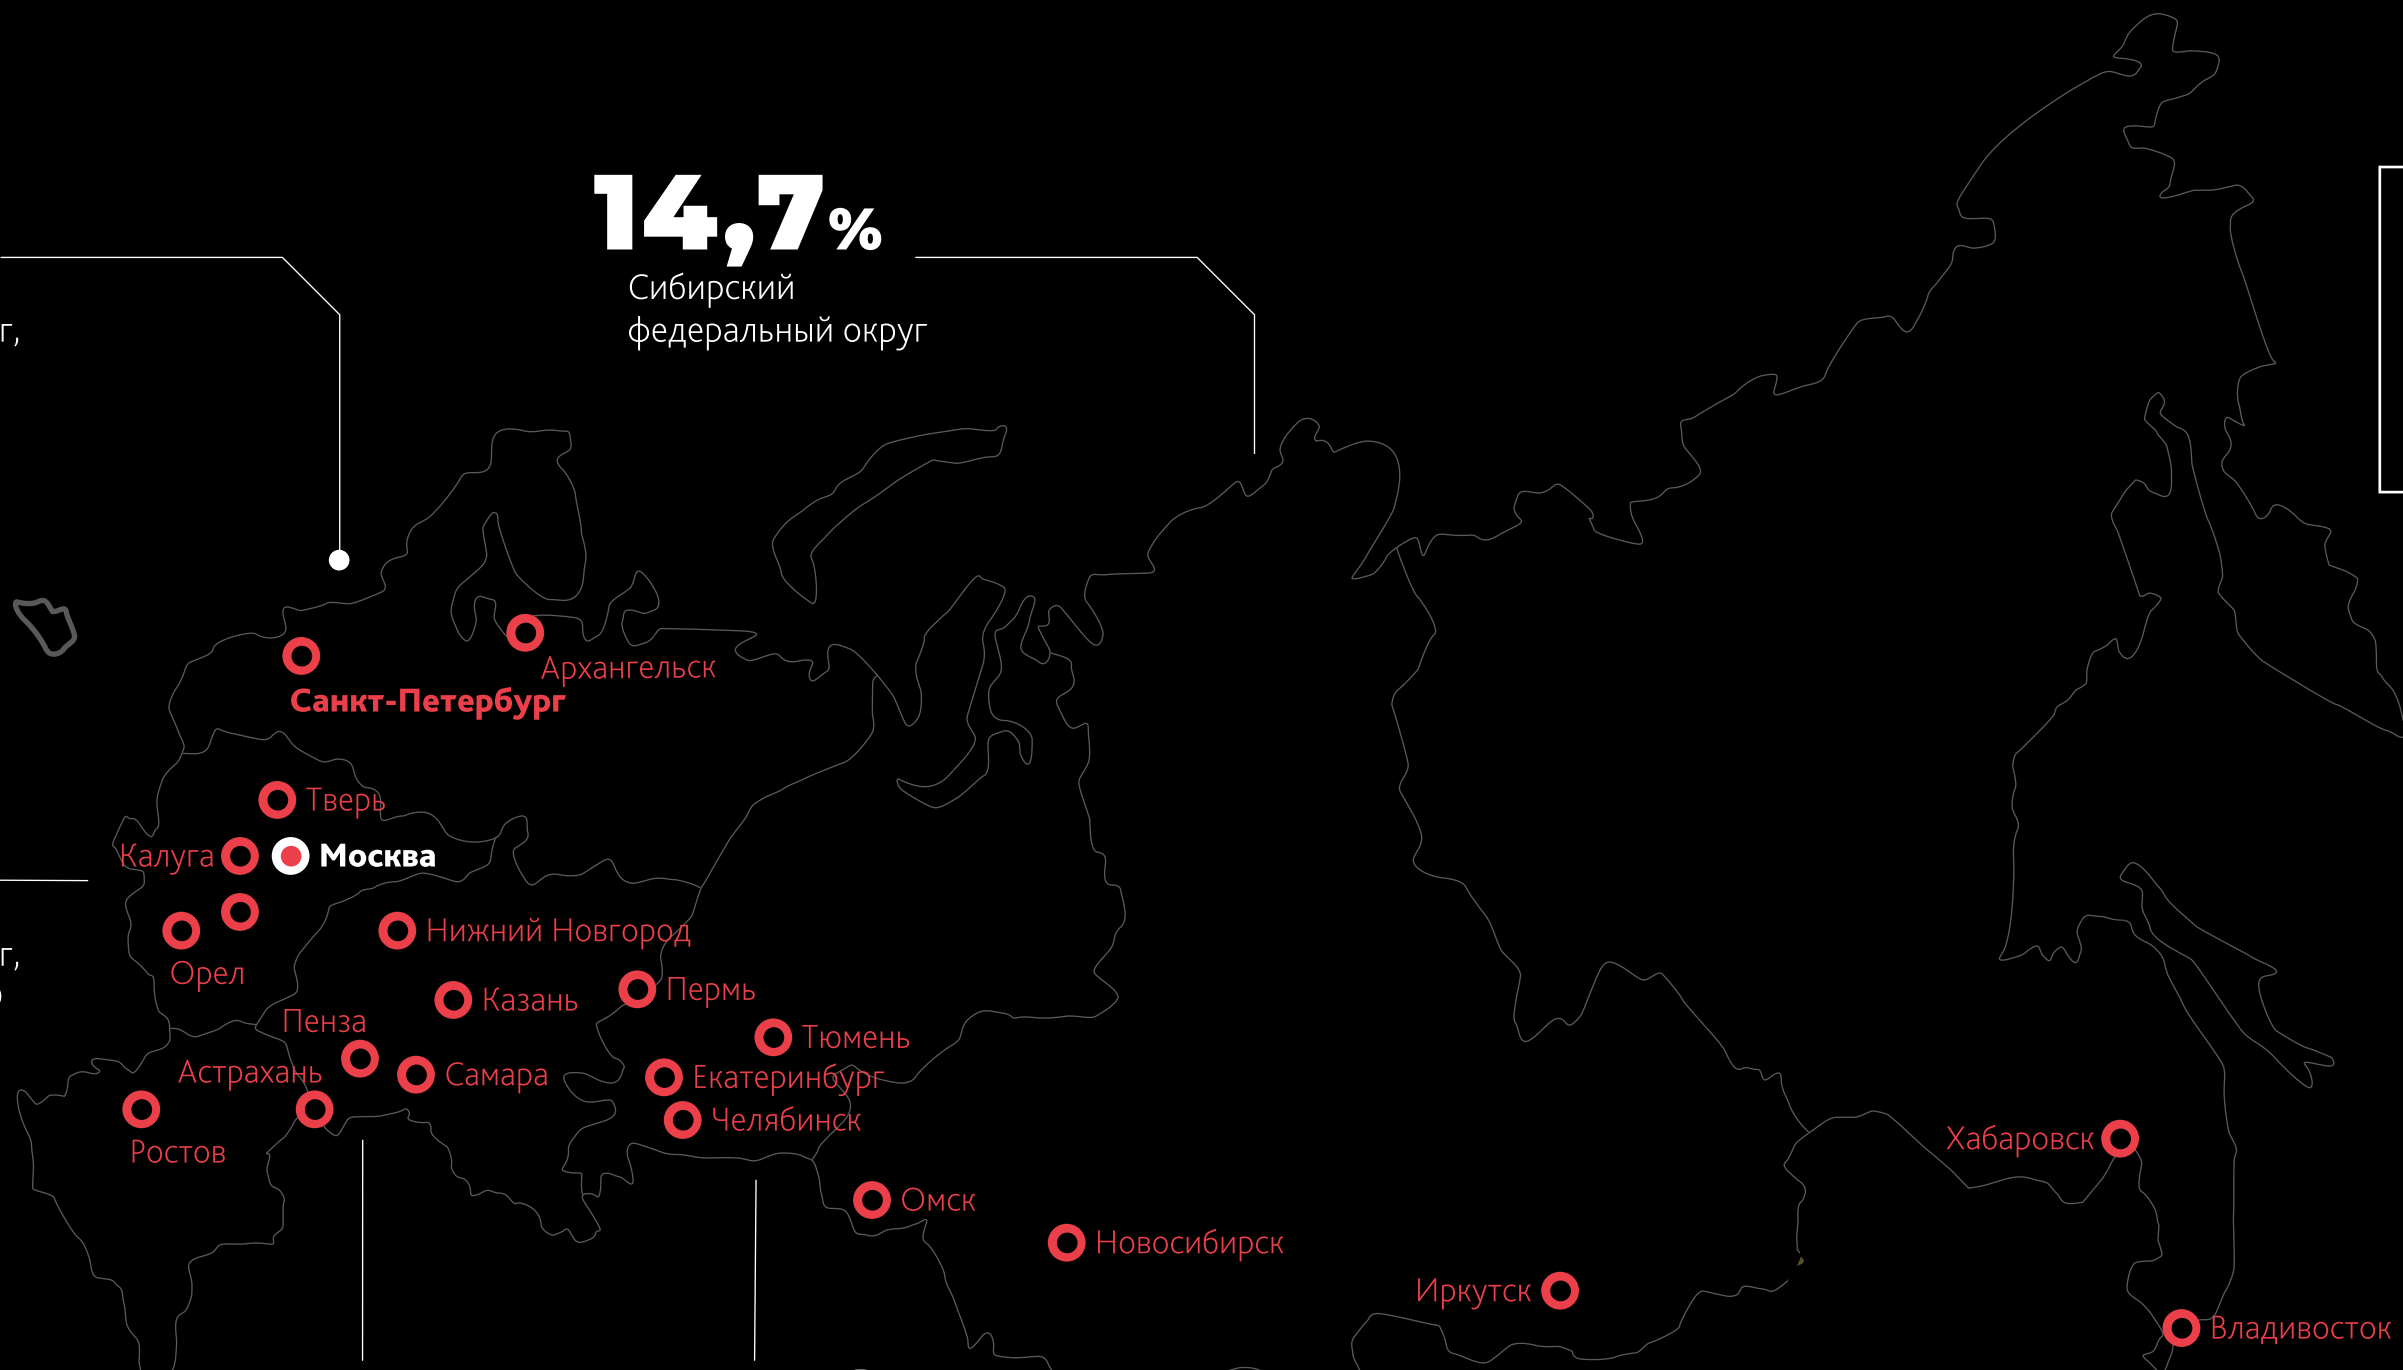 14,7%
Сибирский
федеральный округ
г,
Архангельск
Санкт-Петербург
Тверь
Калуга
Москва
Нижний Новгород
г,
Орел
Пермь
Казань
Пенза
Тюмень
Астрахань
Самара
Екатеринбург
Челябинск
Ростов
Хабаровск
Омск
Новосибирск
Иркутск
Владивосток